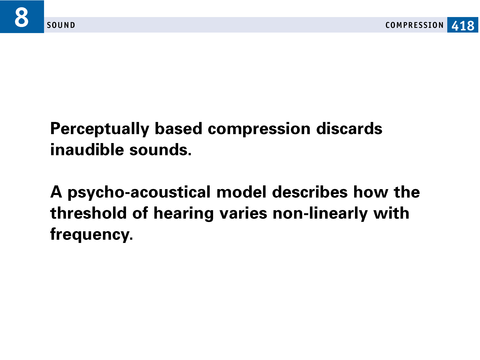 8
SOUND
COMPRESSION 418
Perceptually based compression discards
inaudible sounds.
A psycho-acoustical model describes how the
threshold of hearing varies non-linearly with
frequency.